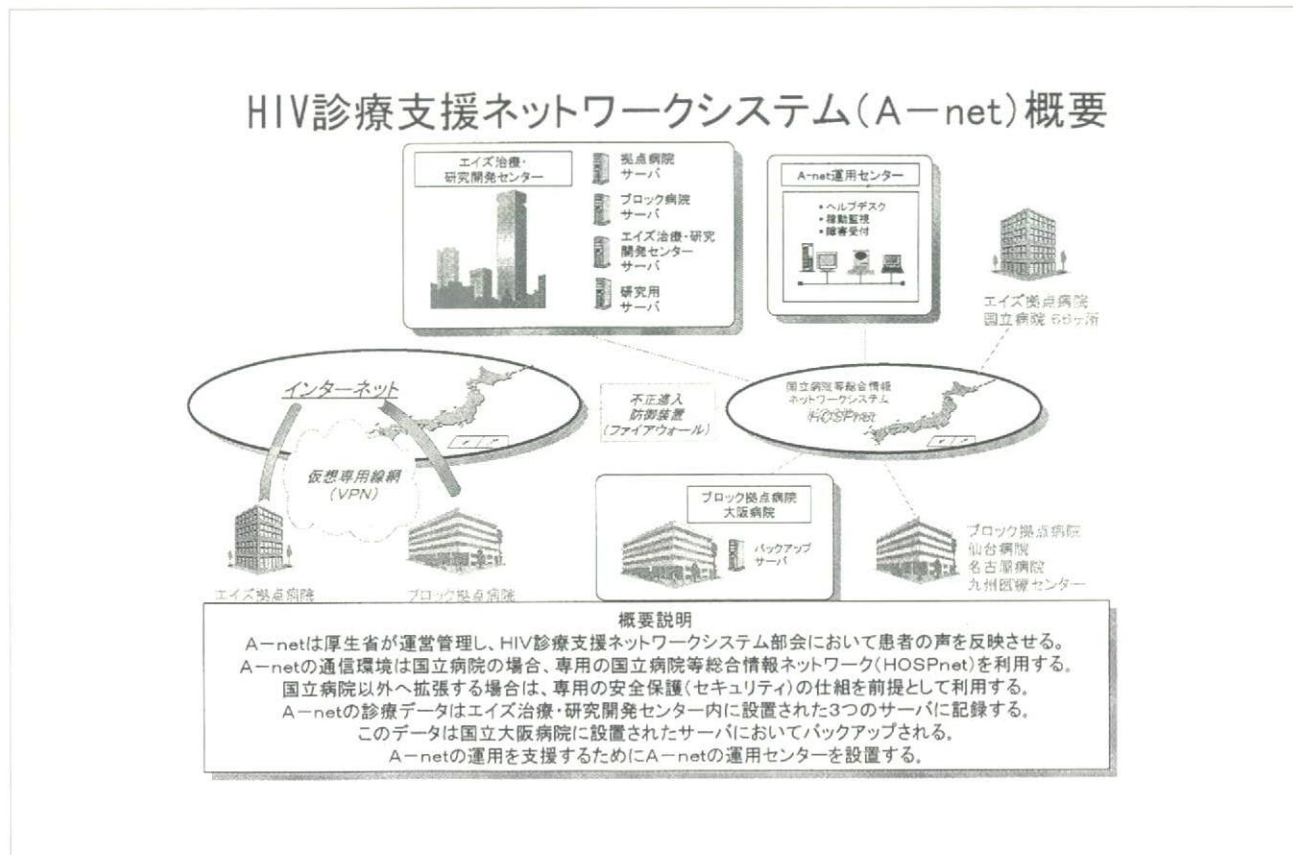 HIV診療支援ネットワークシステム(A－net)概要
エイズ治療・
研究開発センター
拠点病院
サーバ
ブロック病院
サーバ
エイズ治療・研究
開発センター
サーバ
研究用
サーバ
A-net運用センター
• ヘルプデスク
• 稼動監視
• 障害受付
エイズ拠点病院
国立病院 66ヶ所
インターネット
不正進入
防御装置
(ファイアウォール)
国立病院等総合情報
ネットワークシステム
HOSPnet
仮想専用線網
(VPN)
エイズ拠点病院
ブロック拠点病院
ブロック拠点病院
大阪病院
バックアップ
サーバ
ブロック拠点病院
仙台病院
名古屋病院
九州医療センター
概要説明
A－netは厚生省が運営管理し、HIV診療支援ネットワークシステム部会において患者の声を反映させる。
A－netの通信環境は国立病院の場合、専用の国立病院等総合情報ネットワーク(HOSPnet)を利用する。
国立病院以外へ拡張する場合は、専用の安全保護(セキュリティ)の仕組を前提として利用する。
A－netの診療データはエイズ治療・研究開発センター内に設置された3つのサーバに記録する。
このデータは国立大阪病院に設置されたサーバにおいてバックアップされる。
A－netの運用を支援するためにA－netの運用センターを設置する。